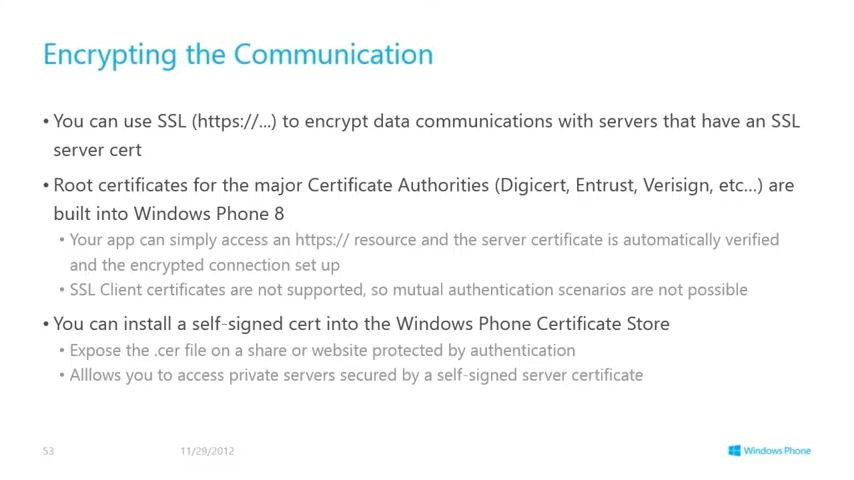 Encrypting the Communication
• You can use SSL (https://...) to encrypt data communications with servers that have an SSL
server cert
• Root certificates for the major Certificate Authorities (Digicert, Entrust, Verisign, etc...) are
built into Windows Phone 8
• Your app can simply access an https:// resource and the server certificate is automatically verified
and the encrypted connection set up
• SSL Client certificates are not supported, so mutual authentication scenarios are not possible
• You can install a self-signed cert into the Windows Phone Certificate Store
• Expose the .cer file on a share or website protected by authentication
• Alllows you to access private servers secured by a self-signed server certificate
53 11/29/2012 Windows Phone